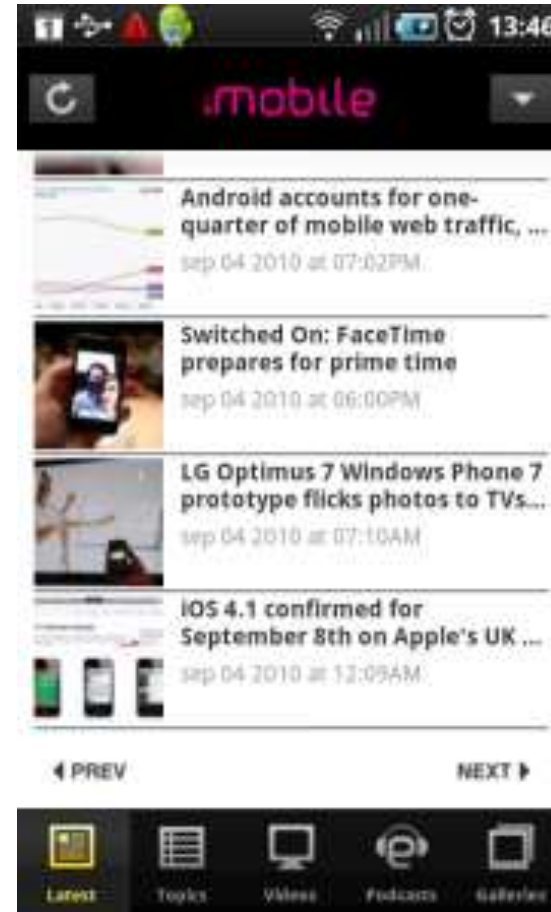 13:46
.mobile
Android accounts for one-
quarter of mobile web traffic, ...
sep 04 2010 at 07:02PM
Switched On: FaceTime
prepares for prime time
sep 04 2010 at 06:00PM
LG Optimus 7 Windows Phone 7
prototype flicks photos to TVs...
sep 04 2010 at 07:10AM
iOS 4.1 confirmed for
September 8th on Apple's UK ...
sep 04 2010 at 12:09AM
PREV NEXT
Latest Topics Videos Podcasts Galleries